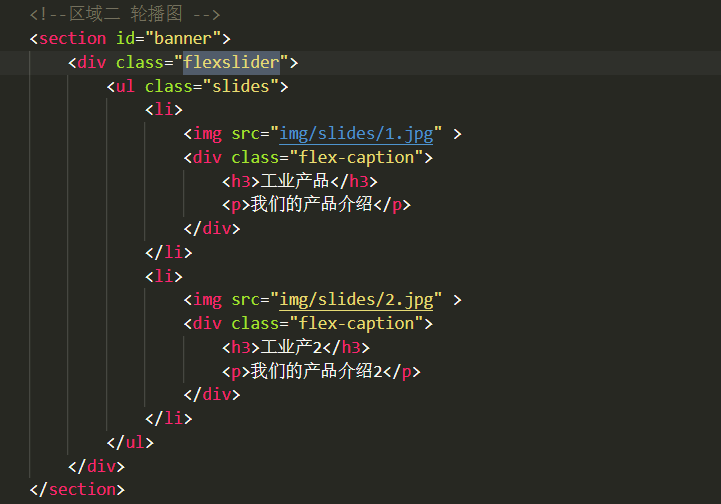 <!--区域二 轮播图 -->
<section id="banner">
    <div class="flexslider">
        <ul class="slides">
            <li>
                <img src="img/slides/1.jpg" >
                <div class="flex-caption">
                    <h3>工业产品</h3>
                    <p>我们的产品介绍</p>
                </div>
            </li>
            <li>
                <img src="img/slides/2.jpg" >
                <div class="flex-caption">
                    <h3>工业产2</h3>
                    <p>我们的产品介绍2</p>
                </div>
            </li>
        </ul>
    </div>
</section>